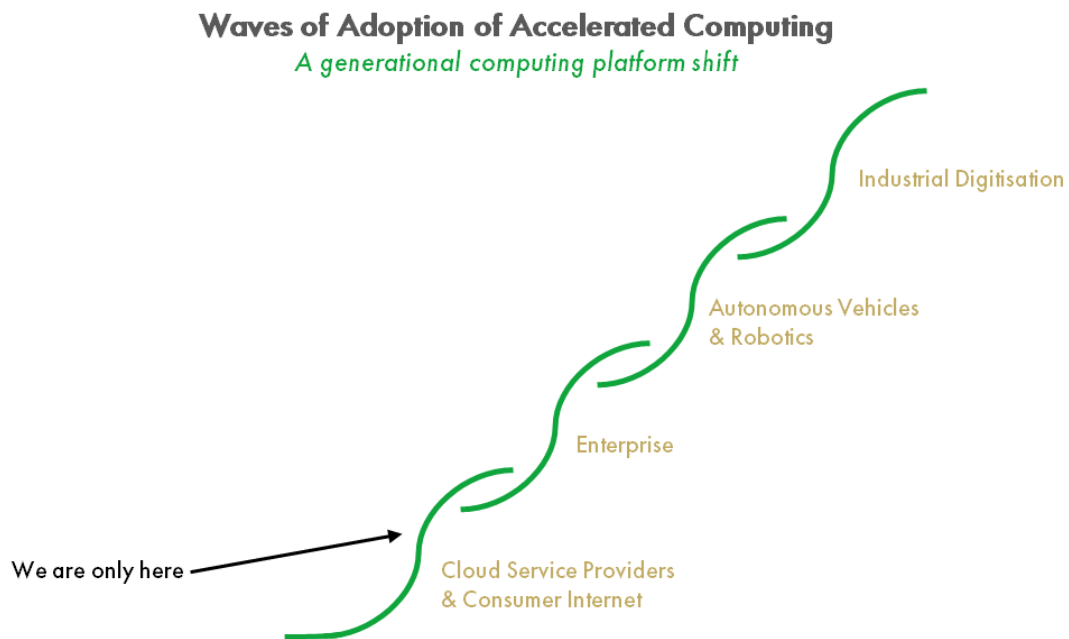 Waves of Adoption of Accelerated Computing
A generational computing platform shift
Industrial Digitisation
Autonomous Vehicles
& Robotics
Enterprise
We are only here
Cloud Service Providers
& Consumer Internet